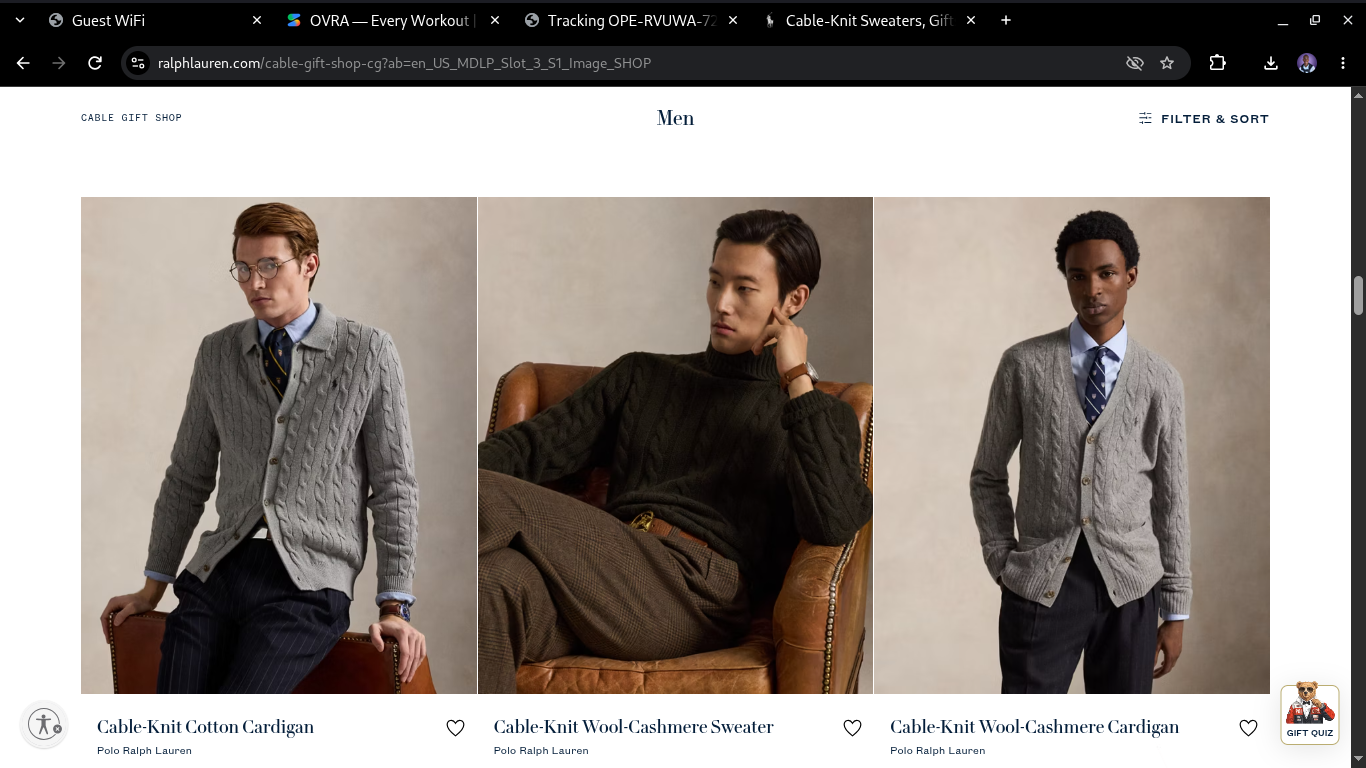 Guest WiFi
OVRA — Every Workout
Tracking OPE-RVUWA-72
Cable-Knit Sweaters, Gift
ralphlauren.com/cable-gift-shop-cg?ab=en_US_MDLP_Slot_3_S1_Image_SHOP
CABLE GIFT SHOP
Men
FILTER & SORT
Cable-Knit Cotton Cardigan
Polo Ralph Lauren
Cable-Knit Wool-Cashmere Sweater
Polo Ralph Lauren
Cable-Knit Wool-Cashmere Cardigan
Polo Ralph Lauren
GIFT QUIZ